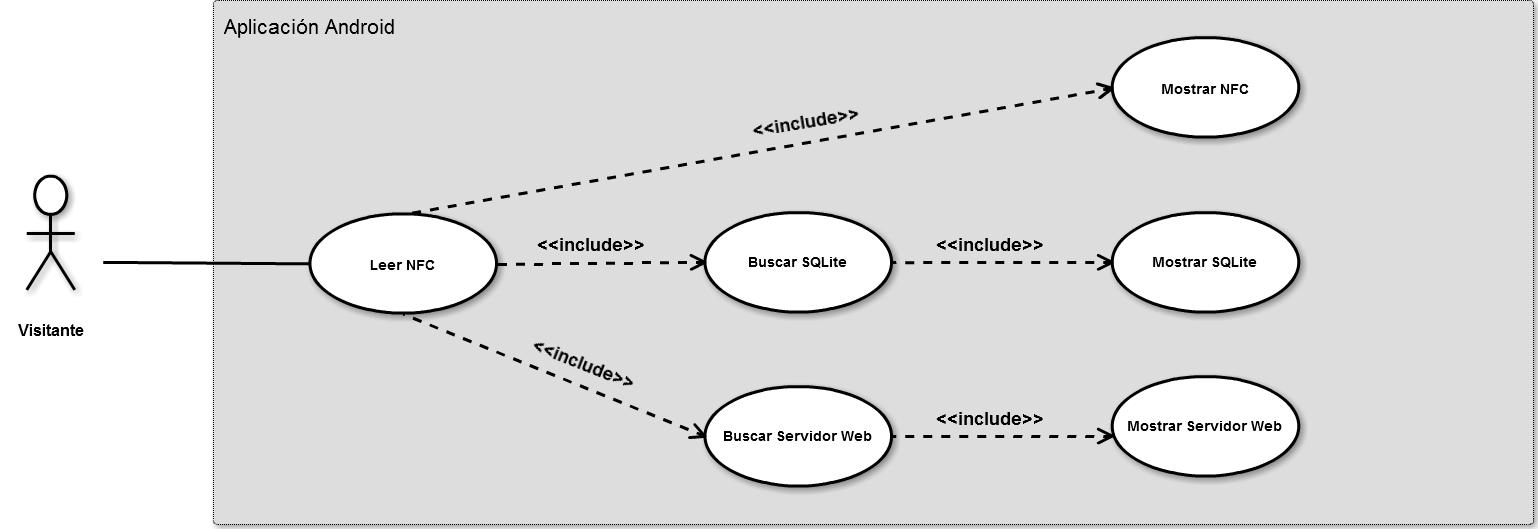 Aplicación Android
Mostrar NFC
<<include>>
Leer NFC
<<include>>
Buscar SQLite
<<include>>
Mostrar SQLite
Visitante
<<include>>
Buscar Servidor Web
<<include>>
Mostrar Servidor Web